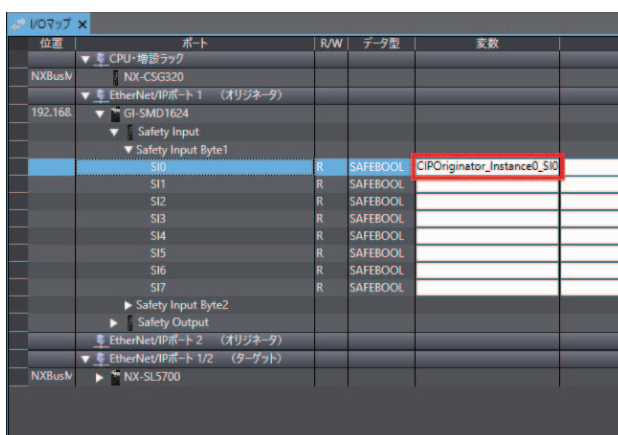 I/Oマップ ×
位置 ポート R/W データ型 変数
▼ CPU・増設ラック
NXBusM NX-CSG320
▼ EtherNet/IPポート 1 (オリジネータ)
192.168. ▼ GI-SMD1624
▼ Safety Input
▼ Safety Input Byte1
SI0 R SAFEBOOL CIPOriginator_Instance0_SI0
SI1 R SAFEBOOL
SI2 R SAFEBOOL
SI3 R SAFEBOOL
SI4 R SAFEBOOL
SI5 R SAFEBOOL
SI6 R SAFEBOOL
SI7 R SAFEBOOL
▶ Safety Input Byte2
▶ Safety Output
EtherNet/IPポート 2 (オリジネータ)
▼ EtherNet/IPポート 1/2 (ターゲット)
NXBusM ▶ NX-SL5700